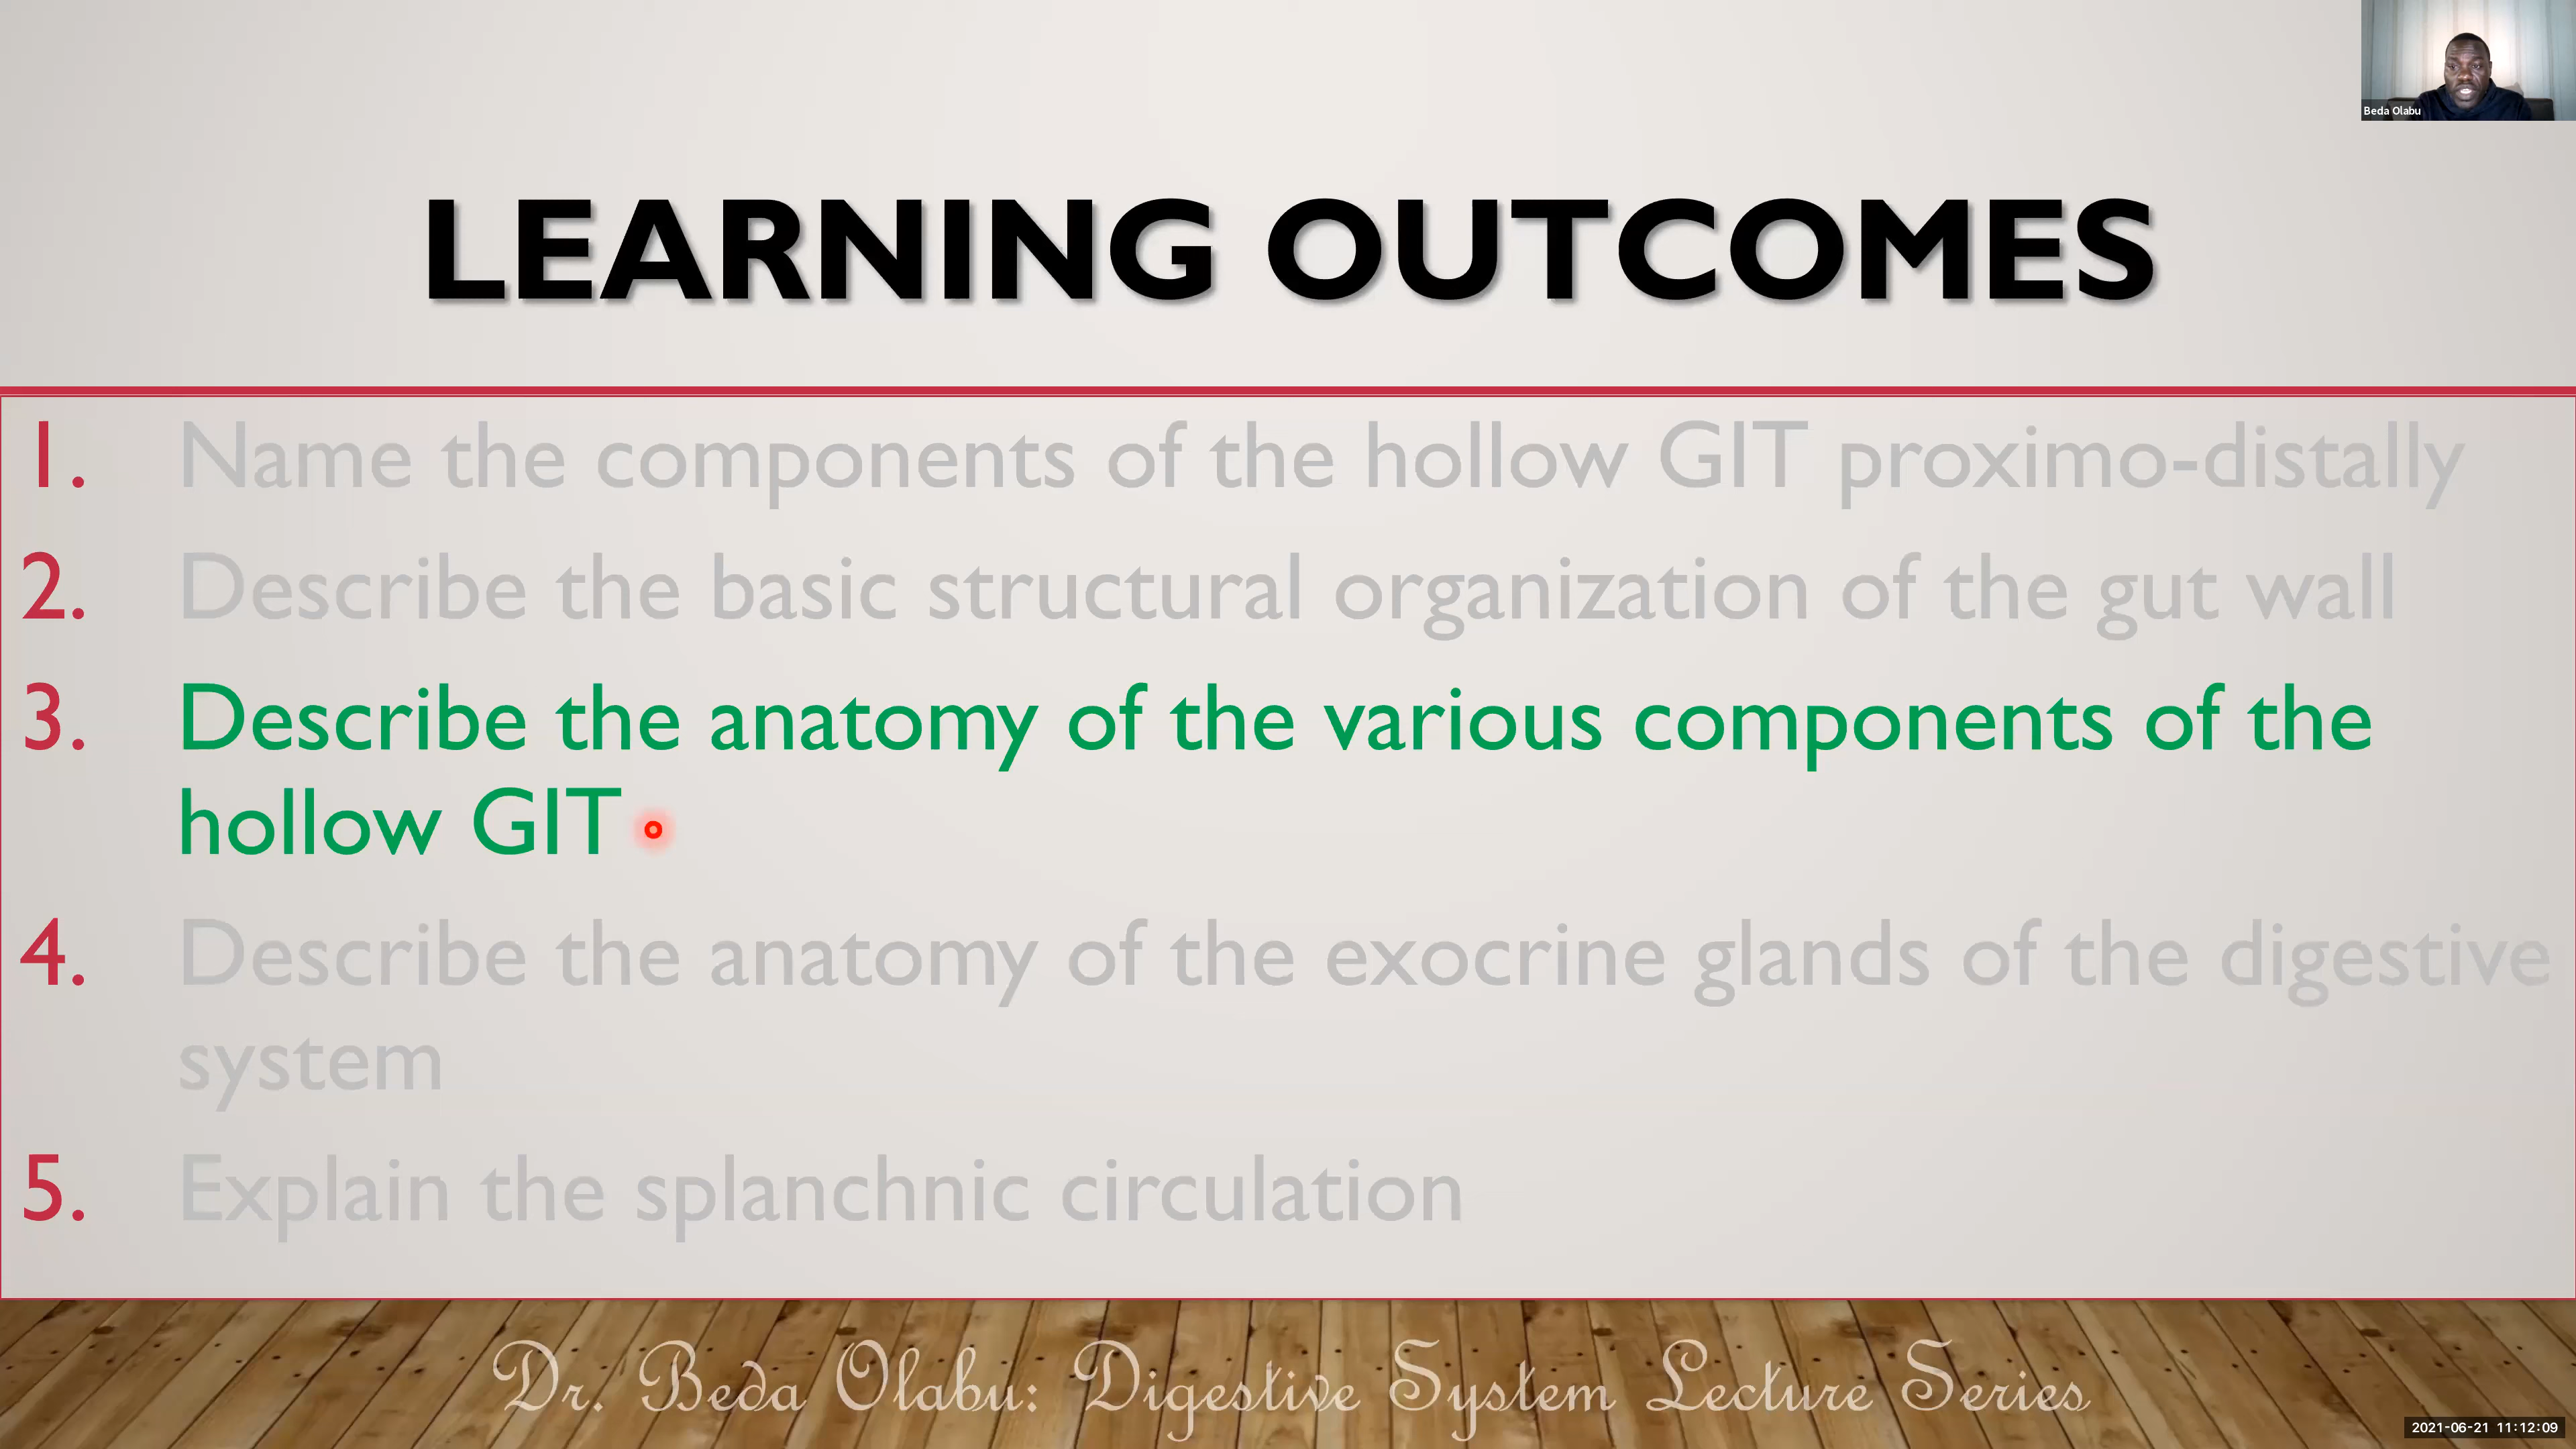 Beda Olabu
LEARNING OUTCOMES
1. Name the components of the hollow GIT proximo-distally
2. Describe the basic structural organization of the gut wall
3. Describe the anatomy of the various components of the
hollow GIT
4. Describe the anatomy of the exocrine glands of the digestive
system
5. Explain the splanchnic circulation
Dr. Beda Olabu: Digestive System Lecture Series
2021-06-21 11:12:09